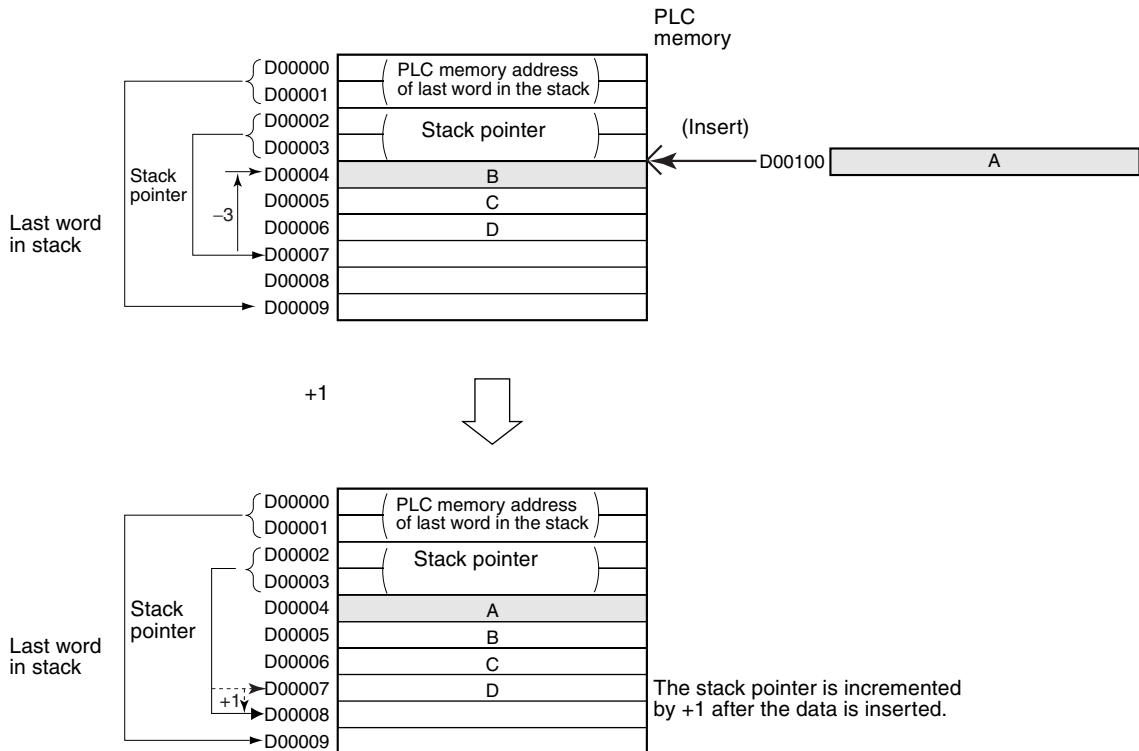 PLC
memory
D00000
D00001
D00002
D00003
D00004
D00005
D00006
D00007
D00008
D00009
PLC memory address
of last word in the stack
Stack pointer
B
C
D
(Insert)
D00100
A
Stack
pointer
–3
Last word
in stack
+1
D00000
D00001
D00002
D00003
D00004
D00005
D00006
D00007
D00008
D00009
PLC memory address
of last word in the stack
Stack pointer
A
B
C
D
Stack
pointer
+1
Last word
in stack
The stack pointer is incremented
by +1 after the data is inserted.